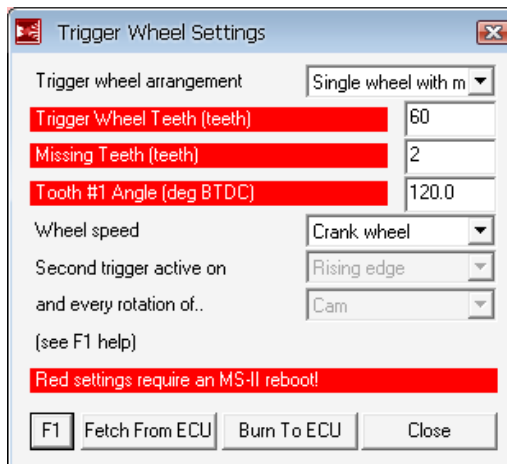 Trigger Wheel Settings
Trigger wheel arrangement Single wheel with m
Trigger Wheel Teeth (teeth) 60
Missing Teeth (teeth) 2
Tooth #1 Angle (deg BTDC) 120.0
Wheel speed Crank wheel
Second trigger active on Rising edge
and every rotation of.. Cam
(see F1 help)
Red settings require an MS-II reboot!
F1 Fetch From ECU Burn To ECU Close